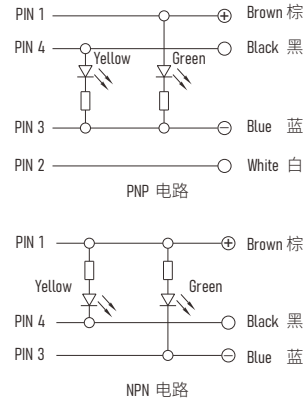 PIN 1 Brown 棕
PIN 4 Black 黑
Yellow Green
PIN 3 Blue 蓝
PIN 2 White 白
PNP 电路
PIN 1 Brown 棕
Yellow Green
PIN 4 Black 黑
PIN 3 Blue 蓝
NPN 电路